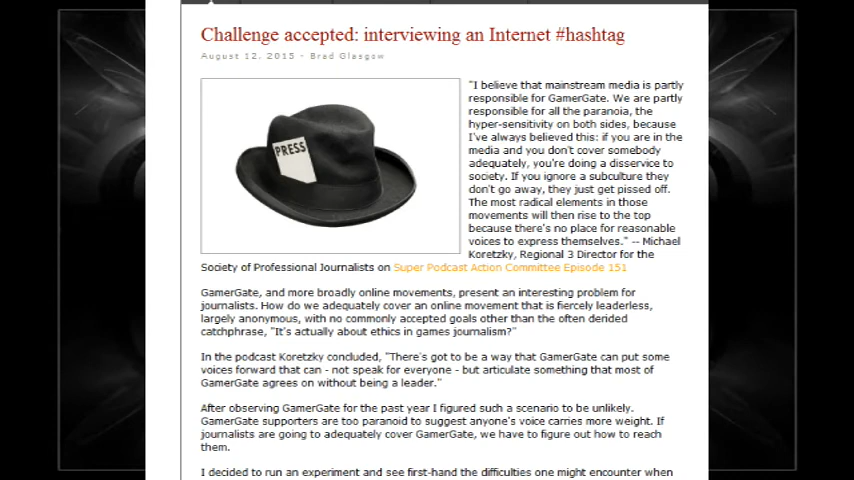 Challenge accepted: interviewing an Internet #hashtag
August 12, 2015 - Brad Glasgow
PRESS
"I believe that mainstream media is partly
responsible for GamerGate. We are partly
responsible for all the paranoia, the
hyper-sensitivity on both sides, because
I've always believed this: if you are in the
media and you don't cover somebody
adequately, you're doing a disservice to
society. If you ignore a subculture they
don't go away, they just get pissed off.
The most radical elements in those
movements will then rise to the top
because there's no place for reasonable
voices to express themselves." -- Michael
Koretzky, Regional 3 Director for the
Society of Professional Journalists on Super Podcast Action Committee Episode 151
GamerGate, and more broadly online movements, present an interesting problem for
journalists. How do we adequately cover an online movement that is fiercely leaderless,
largely anonymous, with no commonly accepted goals other than the often derided
catchphrase, "It's actually about ethics in games journalism?"
In the podcast Koretzky concluded, "There's got to be a way that GamerGate can put some
voices forward that can - not speak for everyone - but articulate something that most of
GamerGate agrees on without being a leader."
After observing GamerGate for the past year I figured such a scenario to be unlikely.
GamerGate supporters are too paranoid to suggest anyone's voice carries more weight. If
journalists are going to adequately cover GamerGate, we have to figure out how to reach
them.
I decided to run an experiment and see first-hand the difficulties one might encounter when